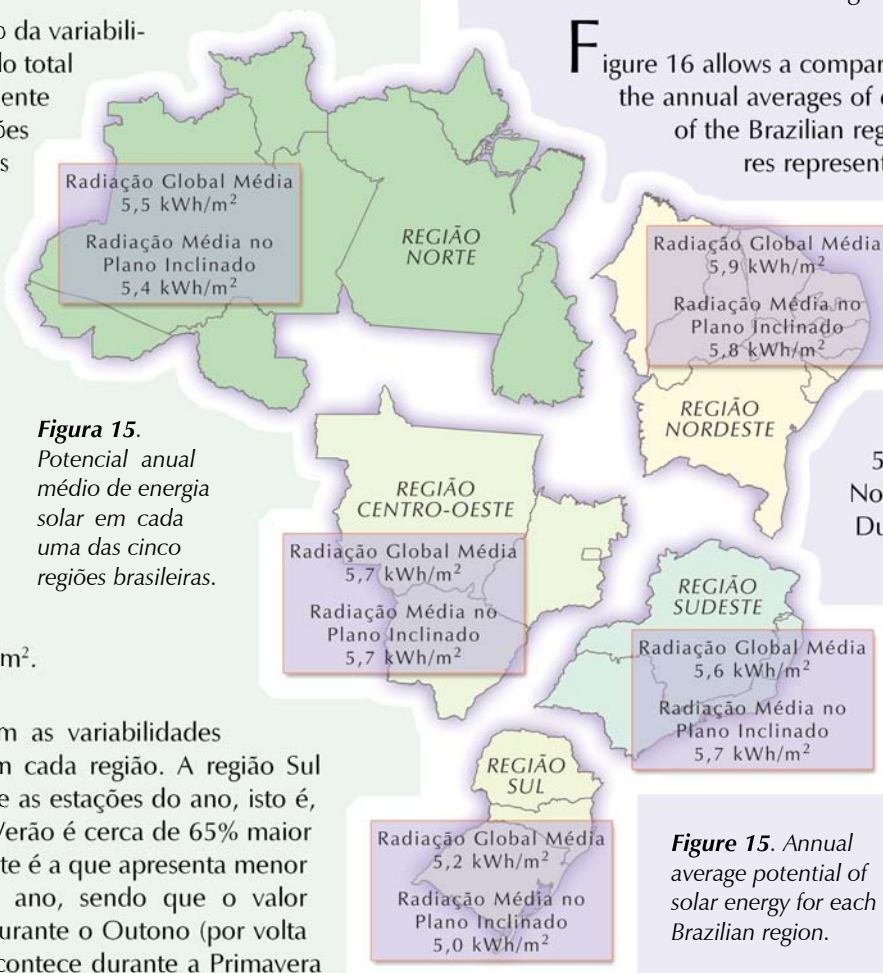 da variabili-
total
ões
Figure 16 allows a compar
the annual averages of
of the Brazilian reg
res represent
Radiação Global Média
5,5 kWh/m²
Radiação Média no
Plano Inclinado
5,4 kWh/m²
REGIÃO
NORTE
Radiação Global Média
5,9 kWh/m²
Radiação Média no
Plano Inclinado
5,8 kWh/m²
REGIÃO
NORDESTE
Figura 15.
Potencial anual
médio de energia
solar em cada
uma das cinco
regiões brasileiras.
5
No
Du
REGIÃO
CENTRO-OESTE
Radiação Global Média
5,7 kWh/m²
Radiação Média no
Plano Inclinado
5,7 kWh/m²
REGIÃO
SUDESTE
Radiação Global Média
5,6 kWh/m²
Radiação Média no
Plano Inclinado
5,7 kWh/m²
m².
m as variabilidades
m cada região. A região Sul
e as estações do ano, isto é,
Verão é cerca de 65% maior
te é a que apresenta menor
ano, sendo que o valor
urante o Outono (por volta
contece durante a Primavera
REGIÃO
SUL
Radiação Global Média
5,2 kWh/m²
Radiação Média no
Plano Inclinado
5,0 kWh/m²
Figure 15. Annual
average potential of
solar energy for each
Brazilian region.